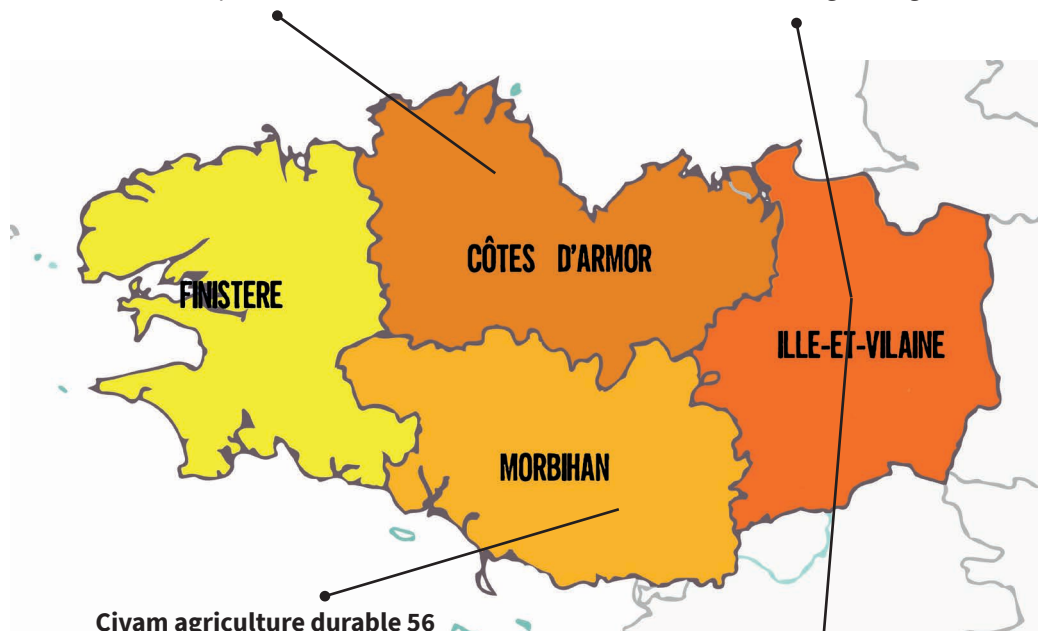 CÔTES D'ARMOR
FINISTERE
ILLE-ET-VILAINE
MORBIHAN
Civam agriculture durable 56